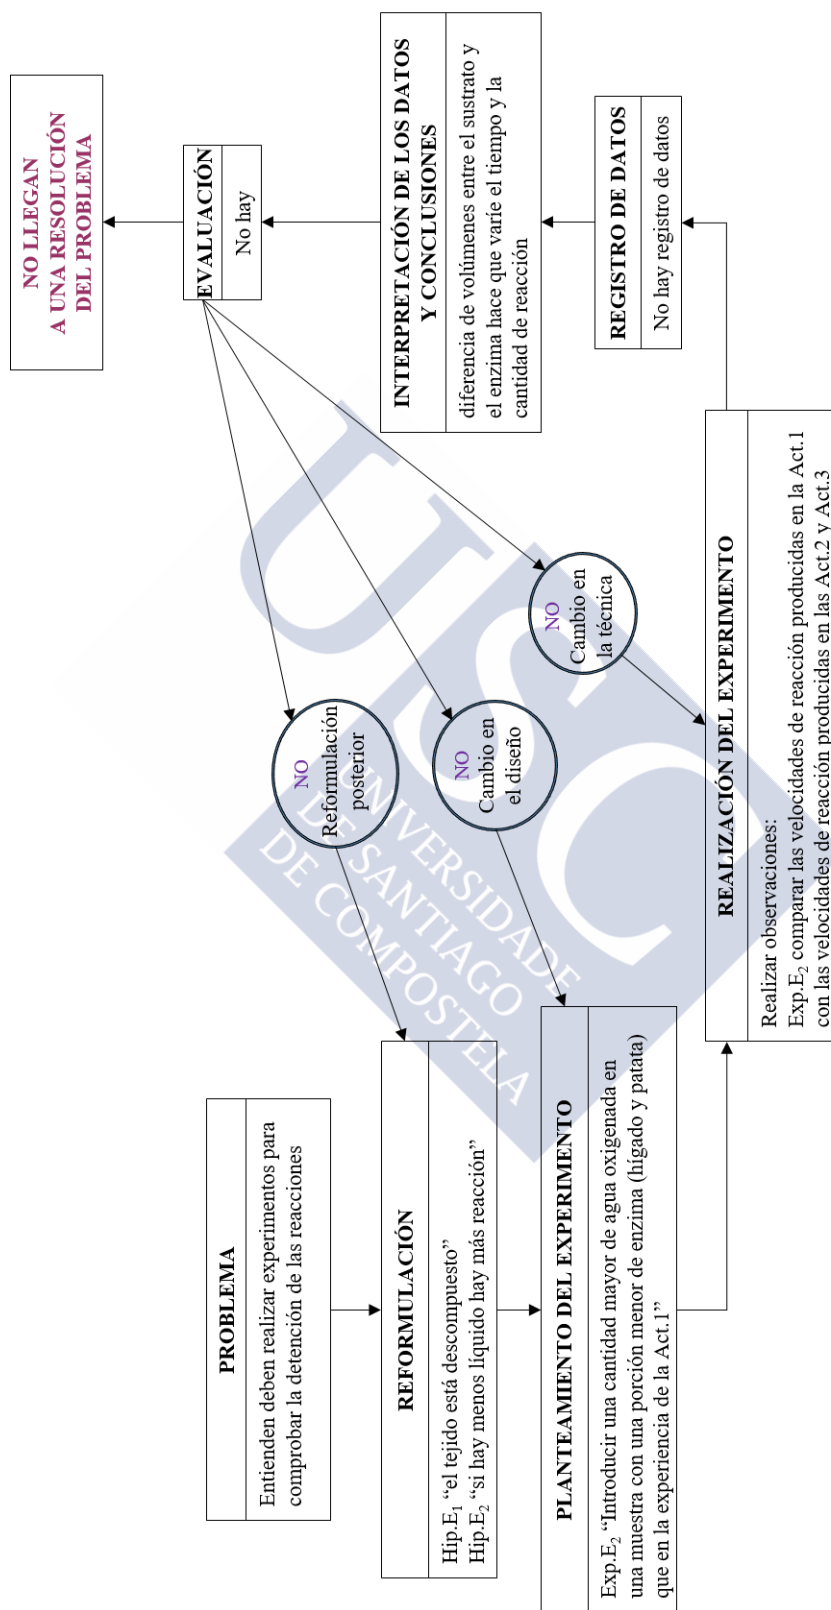 PROBLEMA
Entienden deben realizar experimentos para
comprobar la detención de las reacciones
REFORMULACIÓN
Hip.E₁ “el tejido está descompuesto”
Hip.E₂ “si hay menos líquido hay más reacción”
PLANTEAMIENTO DEL EXPERIMENTO
Exp.E₂ “Introducir una cantidad mayor de agua oxigenada en
una muestra con una porción menor de enzima (hígado y patata)
que en la experiencia de la Act.1”
REALIZACIÓN DEL EXPERIMENTO
Realizar observaciones:
Exp.E₂ comparar las velocidades de reacción producidas en la Act.1
con las velocidades de reacción producidas en las Act.2 y Act.3
REGISTRO DE DATOS
No hay registro de datos
INTERPRETACIÓN DE LOS DATOS
Y CONCLUSIONES
diferencia de volúmenes entre el sustrato y
el enzima hace que varíe el tiempo y la
cantidad de reacción
EVALUACIÓN
No hay
NO LLEGAN
A UNA RESOLUCIÓN
DEL PROBLEMA
NO
Reformulación
posterior
NO
Cambio en
el diseño
NO
Cambio en
la técnica
USC
UNIVERSIDADE
DE SANTIAGO
DE COMPOSTELA